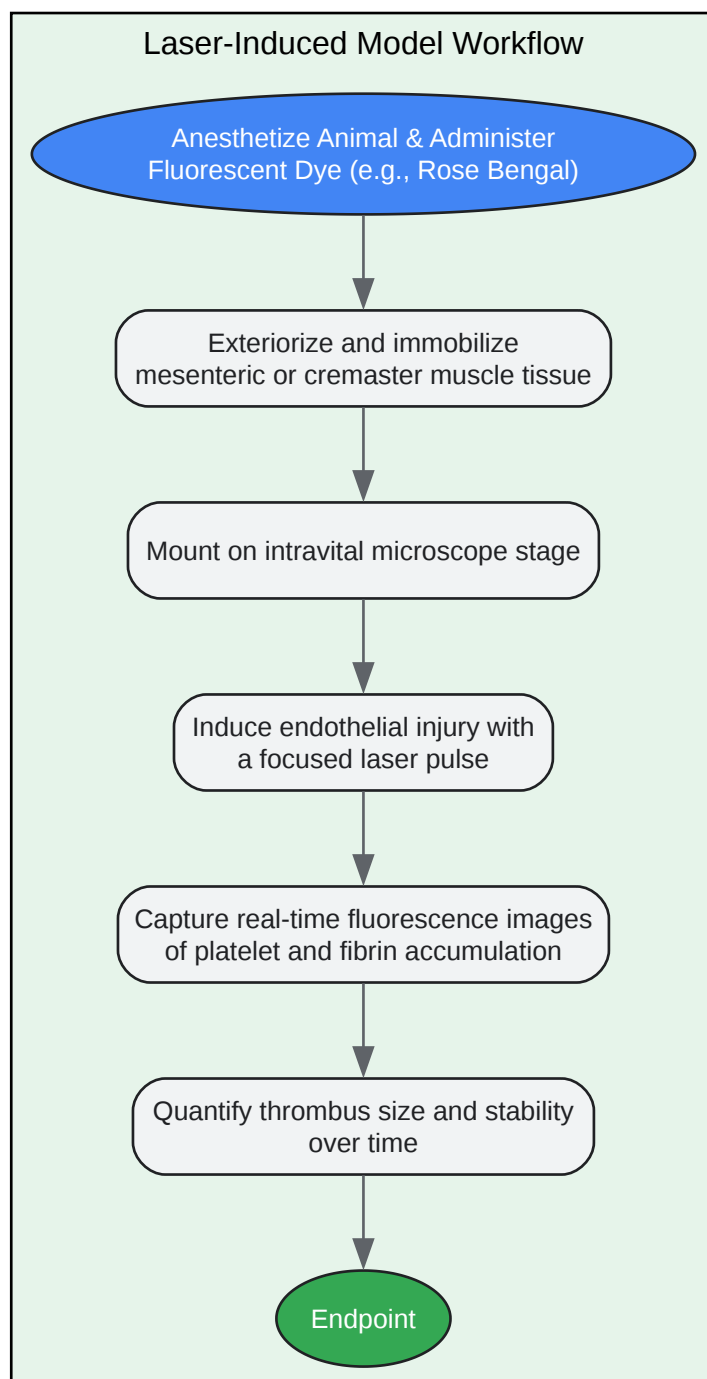 Laser-Induced Model Workflow
Anesthetize Animal & Administer
Fluorescent Dye (e.g., Rose Bengal)
Exteriorize and immobilize
mesenteric or cremaster muscle tissue
Mount on intravital microscope stage
Induce endothelial injury with
a focused laser pulse
Capture real-time fluorescence images
of platelet and fibrin accumulation
Quantify thrombus size and stability
over time
Endpoint